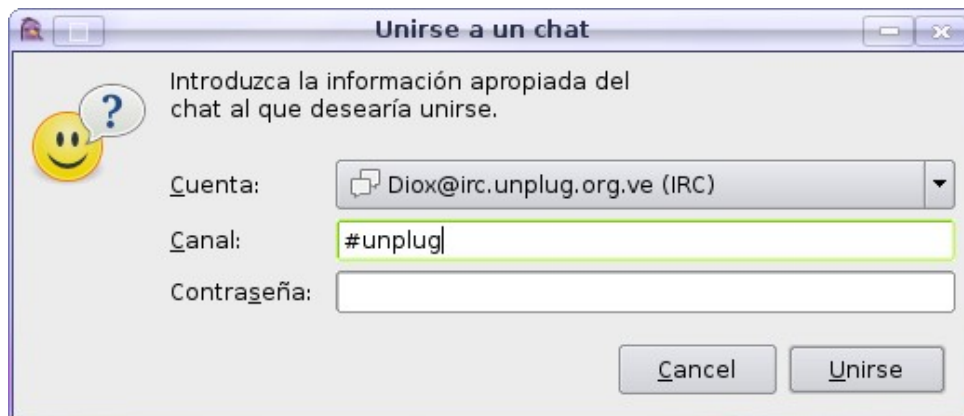 Unirse a un chat
Introduzca la información apropiada del
chat al que desearía unirse.
Cuenta: Diox@irc.unplug.org.ve (IRC)
Canal: #unplug
Contraseña:
Cancel Unirse